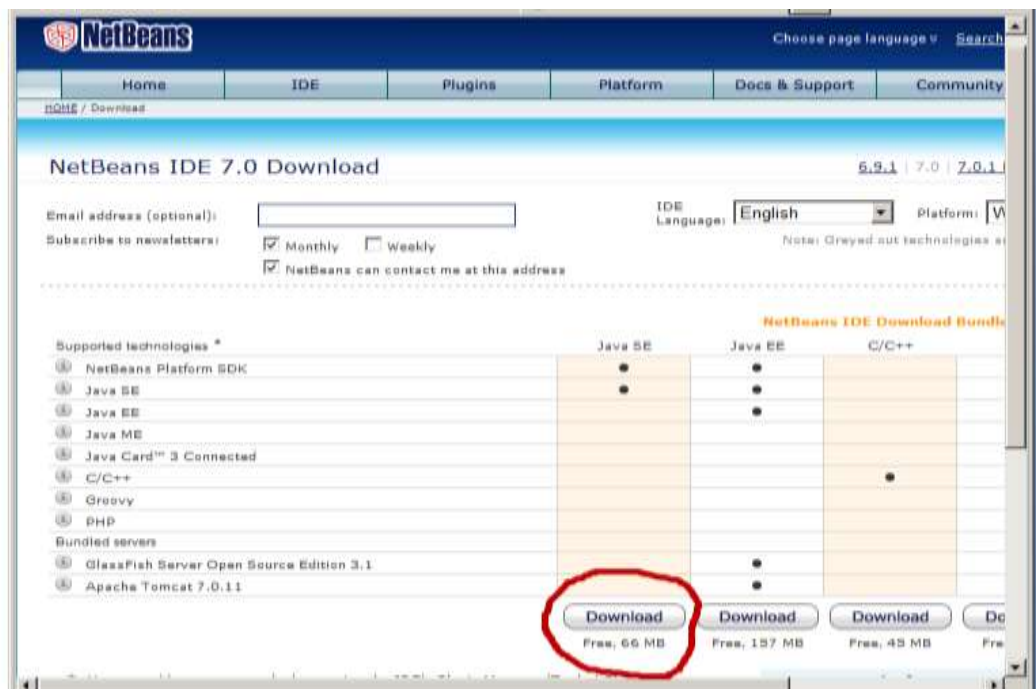 NetBeans
Choose page language Search
Home IDE Plugins Platform Docs & Support Community
HOME / Download
NetBeans IDE 7.0 Download
6.9.1 | 7.0 | 7.0.1
Email address (optional):
IDE Language: English
Platform: W
Subscribe to newsletters: Monthly Weekly
Note: Greyed out technologies
NetBeans can contact me at this address
NetBeans IDE Download Bundle
Supported technologies * Java SE Java EE C/C++
NetBeans Platform SDK
Java SE
Java EE
Java ME
Java Card™ 3 Connected
C/C++
Groovy
PHP
Bundled servers
GlassFish Server Open Source Edition 3.1
Apache Tomcat 7.0.11
Download Download Download Do
Free, 66 MB Free, 157 MB Free, 45 MB Fre